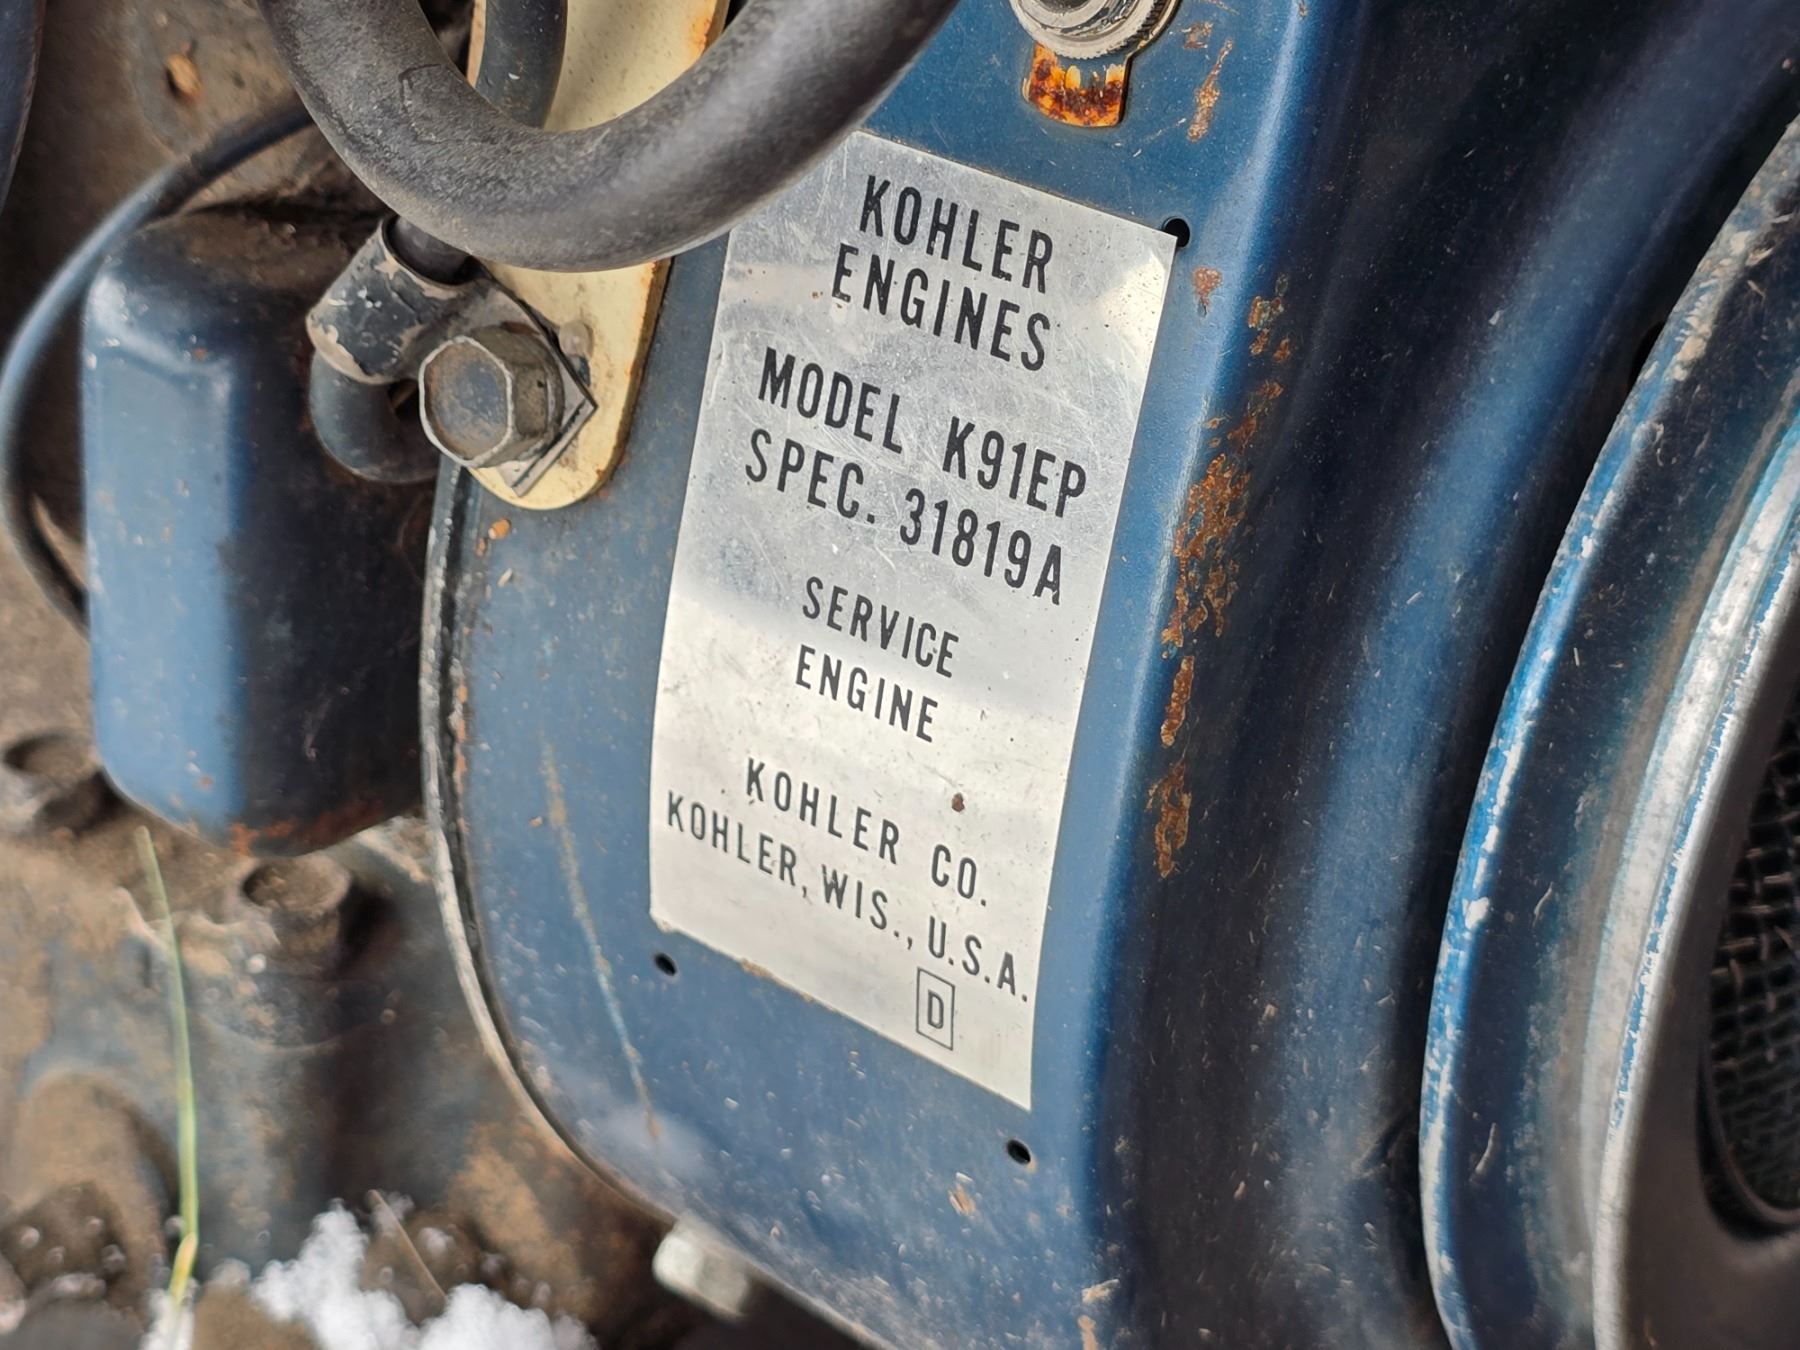 KOHLER
ENGINES
MODEL K91EP
SPEC. 31819A
SERVICE
ENGINE
KOHLER CO.
KOHLER, WIS., U.S.A.
D